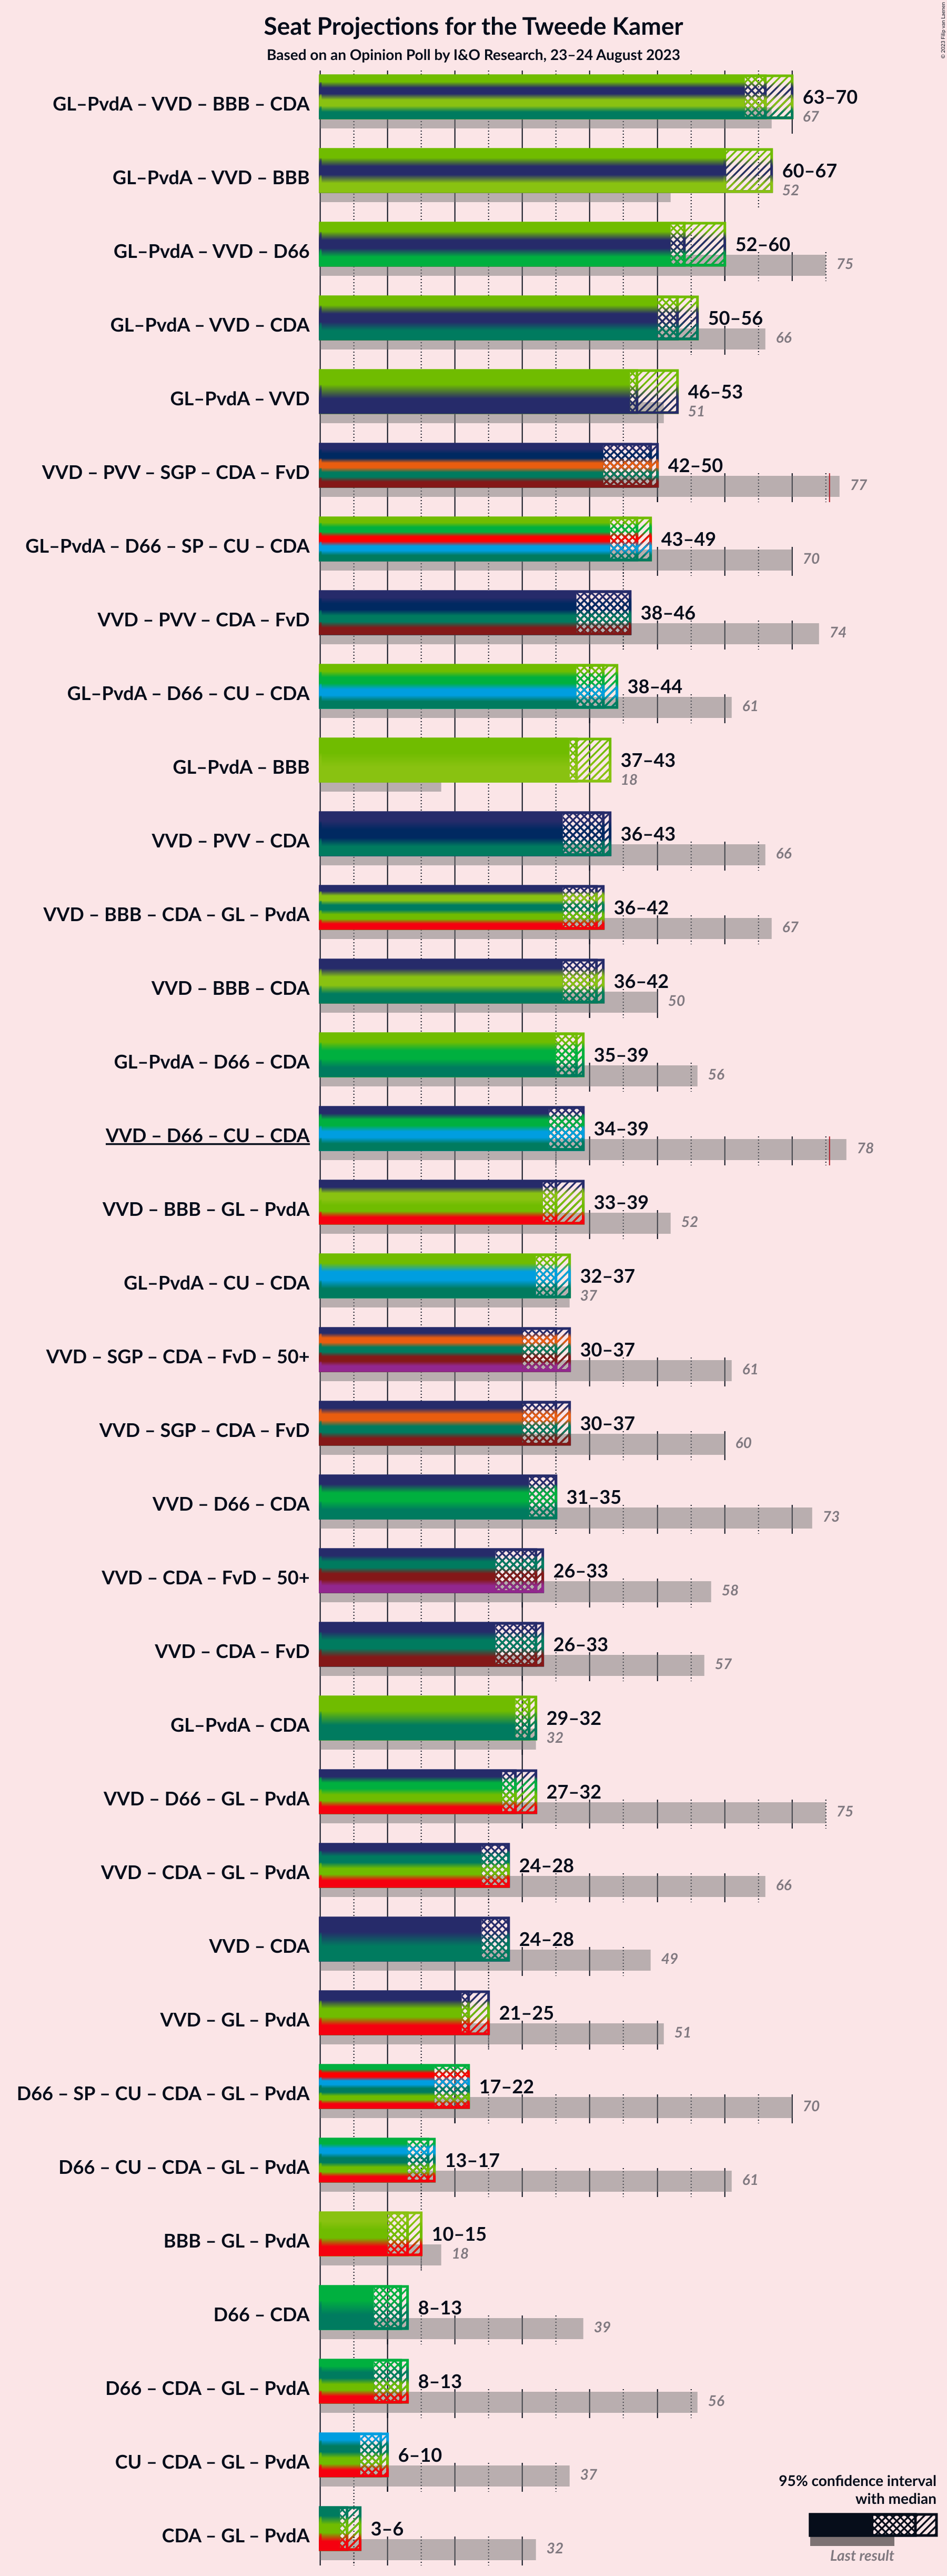 Seat Projections for the Tweede Kamer
Based on an Opinion Poll by I&O Research, 23–24 August 2023
© 2023 Filip van Laenen
GL–PvdA – VVD – BBB – CDA 63–70
67
GL–PvdA – VVD – BBB 60–67
52
GL–PvdA – VVD – D66 52–60
75
GL–PvdA – VVD – CDA 50–56
66
GL–PvdA – VVD 46–53
51
VVD – PVV – SGP – CDA – FvD 42–50
77
GL–PvdA – D66 – SP – CU – CDA 43–49
70
VVD – PVV – CDA – FvD 38–46
74
GL–PvdA – D66 – CU – CDA 38–44
61
GL–PvdA – BBB 37–43
18
VVD – PVV – CDA 36–43
66
VVD – BBB – CDA – GL – PvdA 36–42
67
VVD – BBB – CDA 36–42
50
GL–PvdA – D66 – CDA 35–39
56
VVD – D66 – CU – CDA 34–39
78
VVD – BBB – GL – PvdA 33–39
52
GL–PvdA – CU – CDA 32–37
37
VVD – SGP – CDA – FvD – 50+ 30–37
61
VVD – SGP – CDA – FvD 30–37
60
VVD – D66 – CDA 31–35
73
VVD – CDA – FvD – 50+ 26–33
58
VVD – CDA – FvD 26–33
57
GL–PvdA – CDA 29–32
32
VVD – D66 – GL – PvdA 27–32
75
VVD – CDA – GL – PvdA 24–28
66
VVD – CDA 24–28
49
VVD – GL – PvdA 21–25
51
D66 – SP – CU – CDA – GL – PvdA 17–22
70
D66 – CU – CDA – GL – PvdA 13–17
61
BBB – GL – PvdA 10–15
18
D66 – CDA 8–13
39
D66 – CDA – GL – PvdA 8–13
56
CU – CDA – GL – PvdA 6–10
37
CDA – GL – PvdA 3–6
32
95% confidence interval
with median
Last result